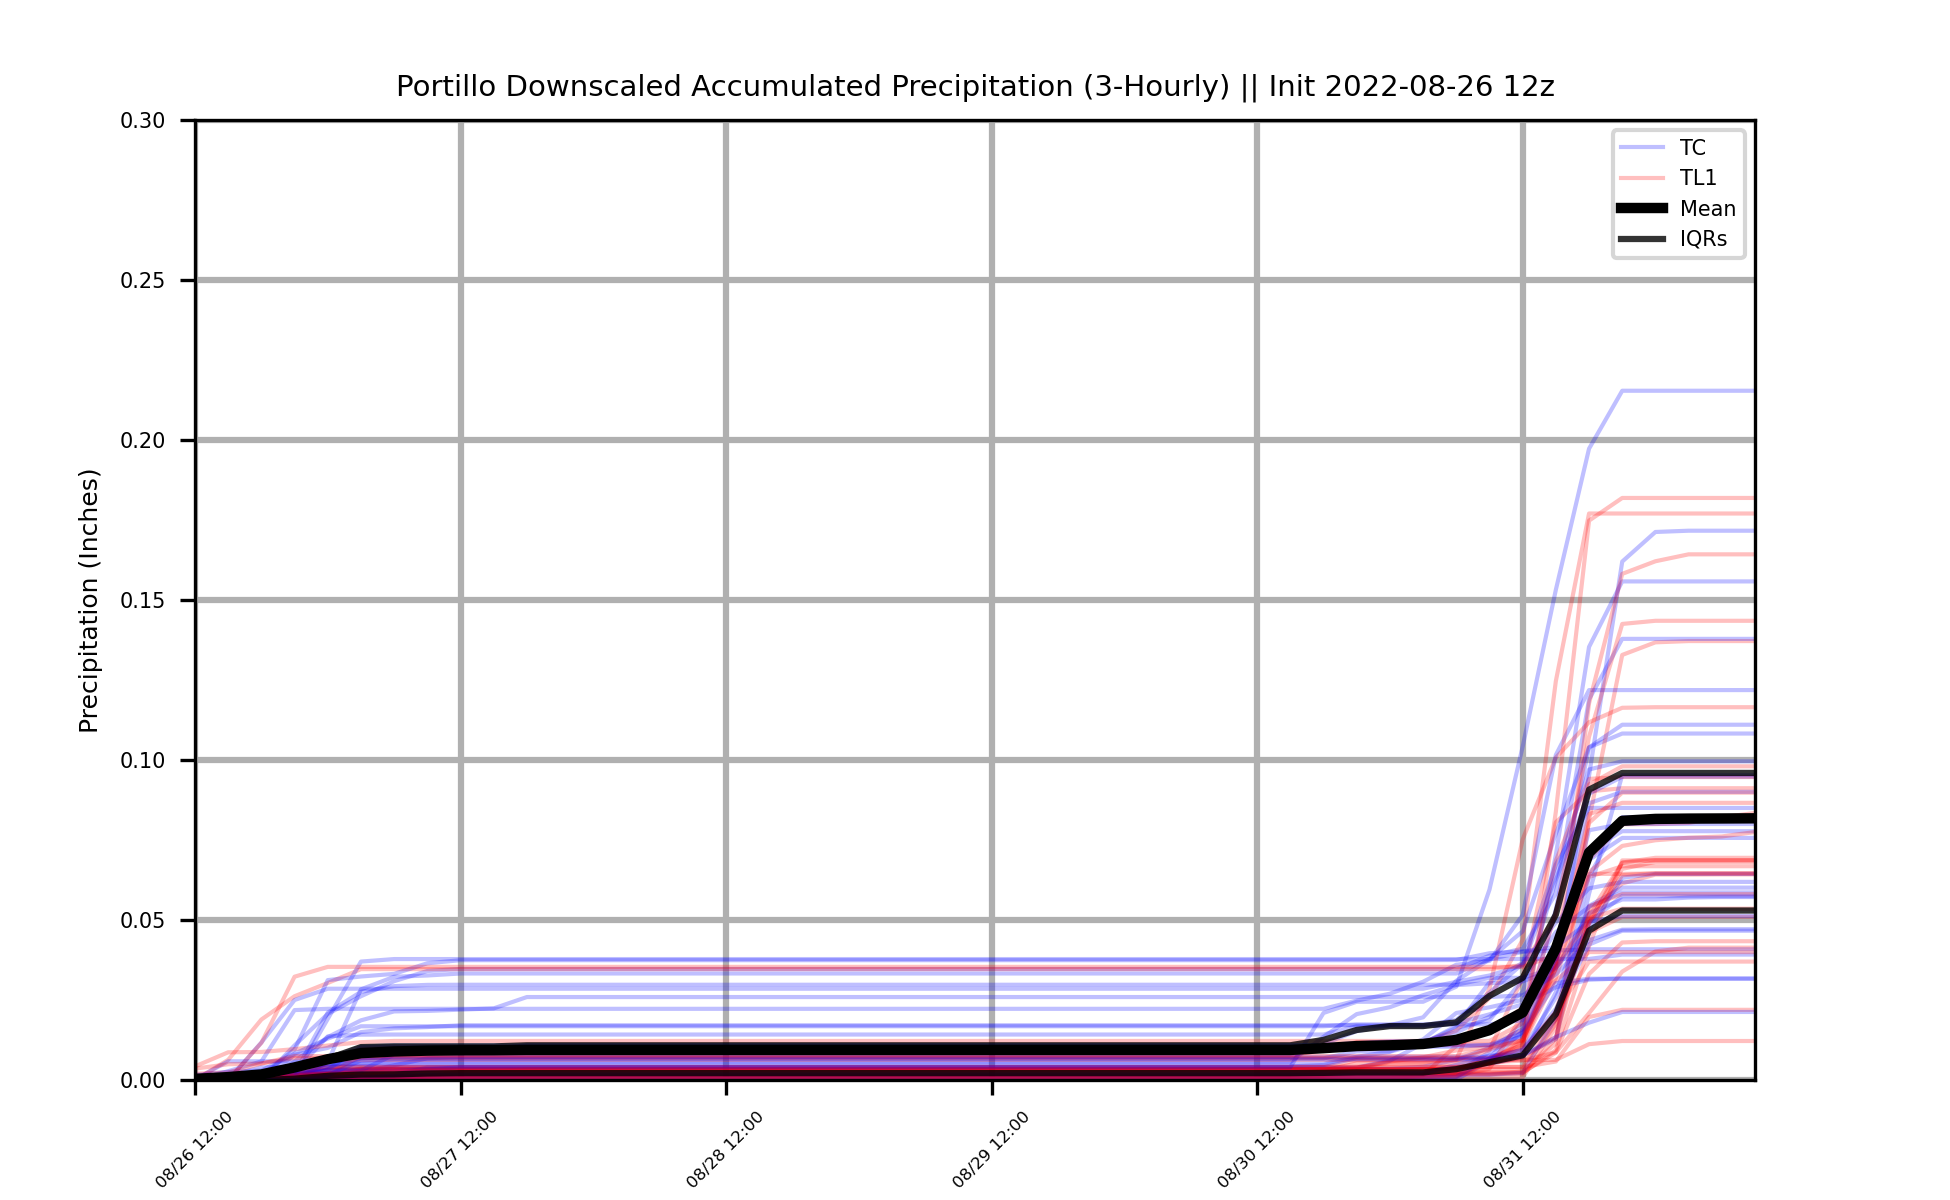 Portillo Downscaled Accumulated Precipitation (3-Hourly) || Init 2022-08-26 12z
0.30
0.25
0.20
0.15
0.10
0.05
0.00
Precipitation (Inches)
TC
TL1
Mean
IQRs
08/26 12:00
08/27 12:00
08/28 12:00
08/29 12:00
08/30 12:00
08/31 12:00